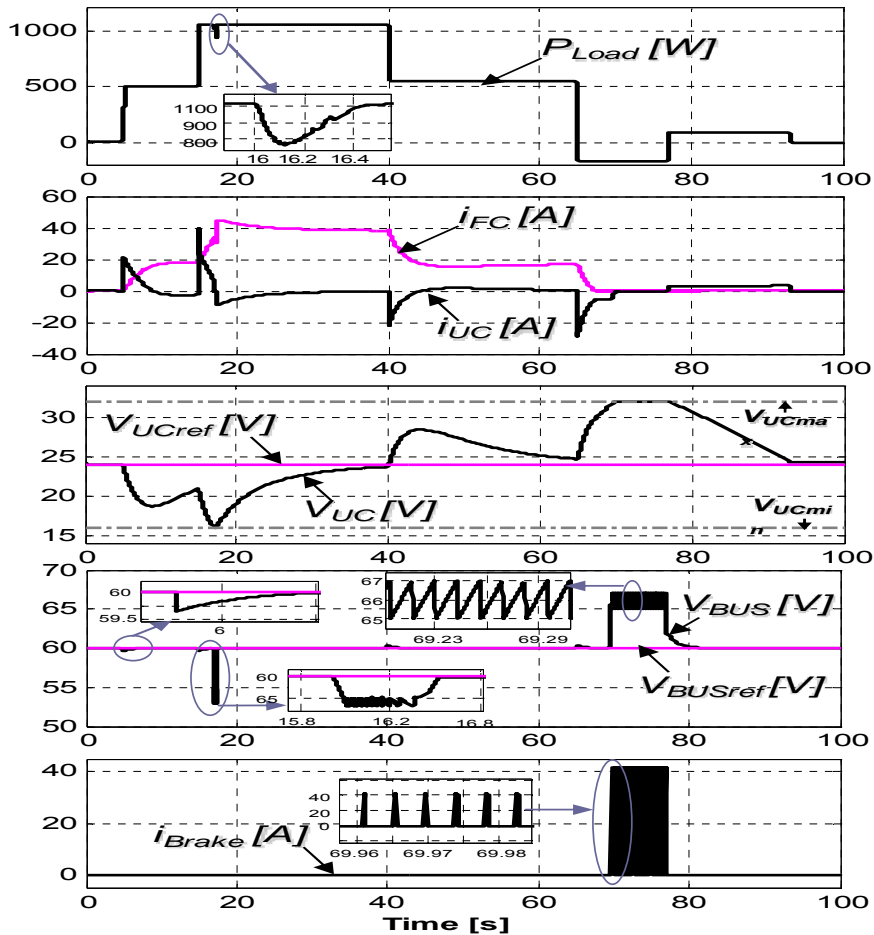 1000
P_Load [W]
500
1100
900
800
16 16.2 16.4
0
0 20 40 60 80 100
60
i_FC [A]
40
20
0
-20
i_UC [A]
-40
0 20 40 60 80 100
V_UCref [V]
V_UCma
x
30
25
20
V_UC [V]
V_UCmi
n
15
0 20 40 60 80 100
70
60
59.5
6
67
66
65
69.23 69.29
65
V_BUS [V]
60
60
65
15.8 16.2 16.8
V_BUSref [V]
55
50
0 20 40 60 80 100
40
40
20
0
69.96 69.97 69.98
20
i_Brake [A]
0
0 20 40 60 80 100
Time [s]